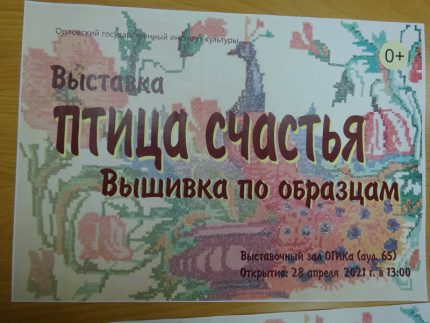 Орловский государственный институт культуры
0+
Выставка
ПТИЦА СЧАСТЬЯ
Вышивка по образцам
Выставочный зал ОГИКа (ауд. 65)
Открытие: 28 апреля 2021 г. в 13:00